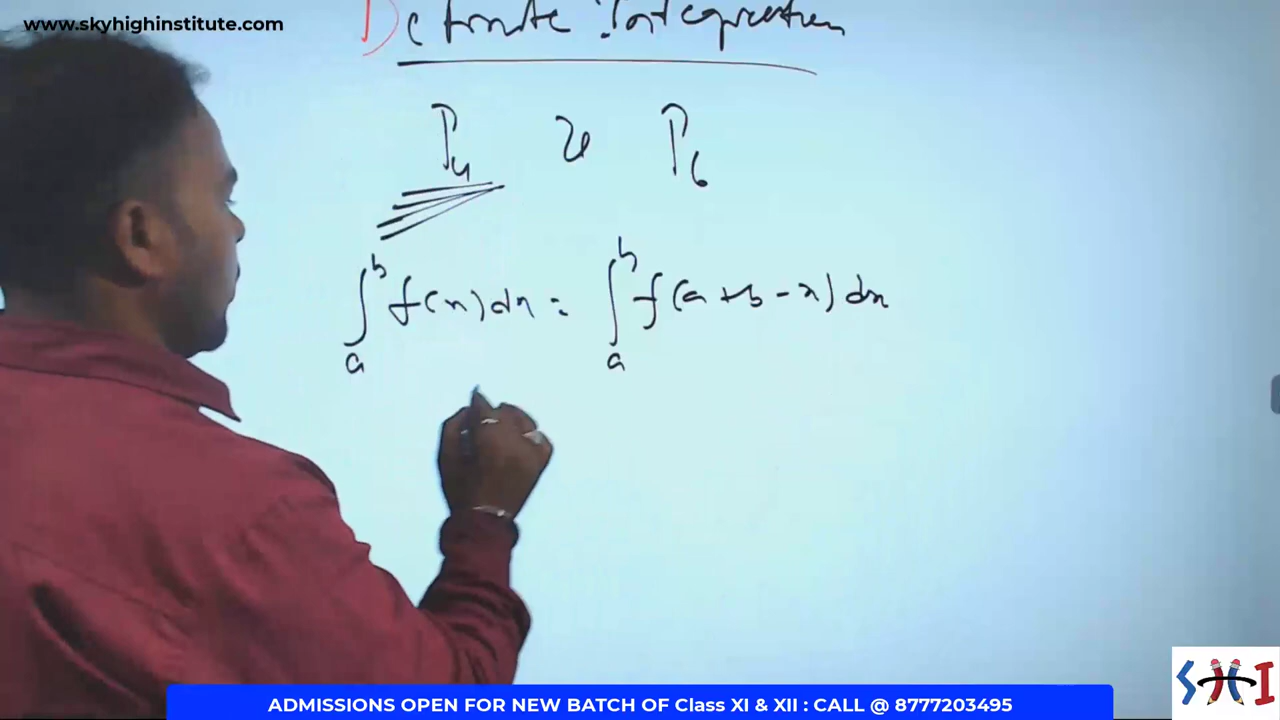 www.skyhighinstitute.com
Definite Integration
P₄ & P₆
∫ₐᵇ f(x) dx = ∫ₐᵇ f(a+b-x) dx
ADMISSIONS OPEN FOR NEW BATCH OF Class XI & XII : CALL @ 8777203495
SHI